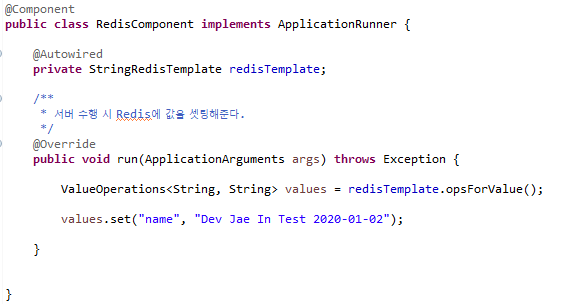 @Component
public class RedisComponent implements ApplicationRunner {
@Autowired
private StringRedisTemplate redisTemplate;
/**
* 서버 수행 시 Redis에 값을 셋팅해준다.
*/
@Override
public void run(ApplicationArguments args) throws Exception {
ValueOperations<String, String> values = redisTemplate.opsForValue();
values.set("name", "Dev Jae In Test 2020-01-02");
}
}